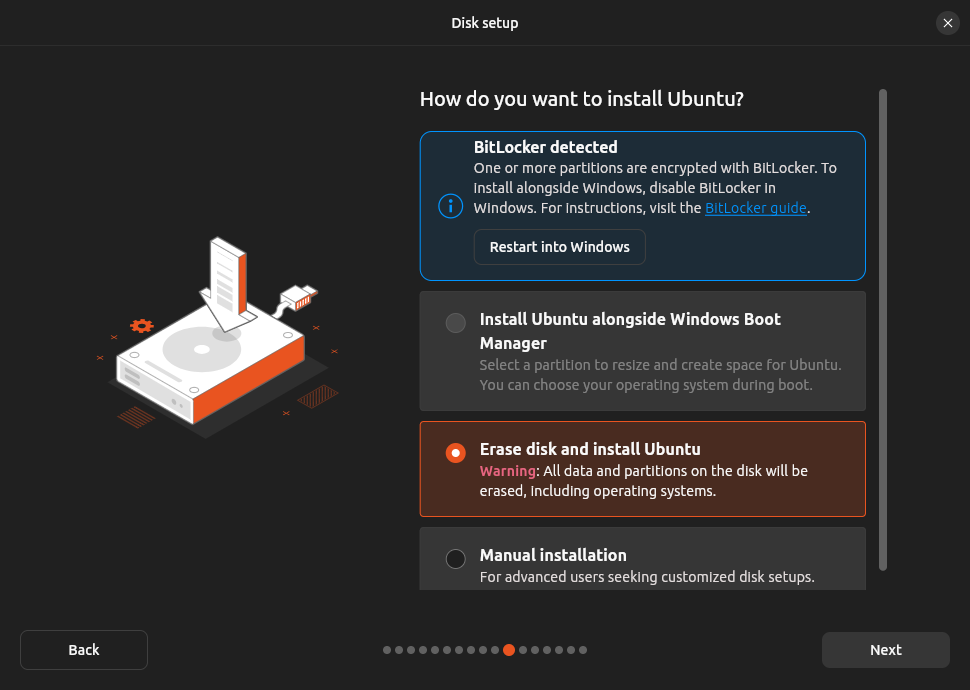 Disk setup
How do you want to install Ubuntu?
BitLocker detected
One or more partitions are encrypted with BitLocker. To
install alongside Windows, disable BitLocker in
Windows. For instructions, visit the BitLocker guide.
Restart into Windows
Install Ubuntu alongside Windows Boot
Manager
Select a partition to resize and create space for Ubuntu.
You can choose your operating system during boot.
Erase disk and install Ubuntu
Warning: All data and partitions on the disk will be
erased, including operating systems.
Manual installation
For advanced users seeking customized disk setups.
Back
Next